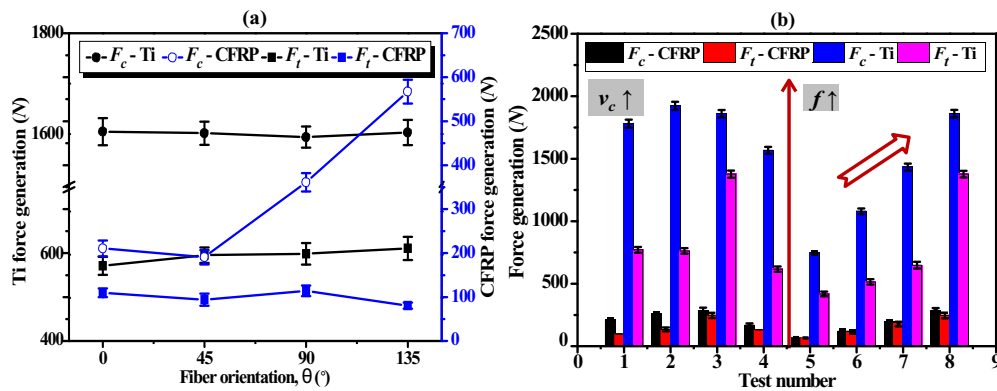 (a)
F_c - Ti F_c - CFRP F_t - Ti F_t - CFRP
Ti force generation (N)
1800
1600
600
400
CFRP force generation (N)
700
600
500
400
300
200
100
0
0 45 90 135
Fiber orientation, θ (°)
(b)
F_c - CFRP F_t - CFRP F_c - Ti F_t - Ti
v_c ↑
f ↑
Force generation (N)
2500
2000
1500
1000
500
0
0 1 2 3 4 5 6 7 8 9
Test number